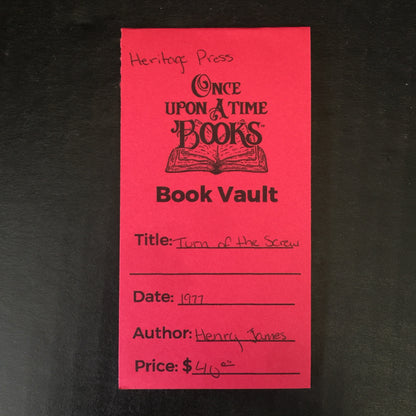 Heritage Press
ONCE
UPON A TIME
BOOKS
Book Vault
Title: Turn of the Screw
Date: 1977
Author: Henry James
Price: $40.00